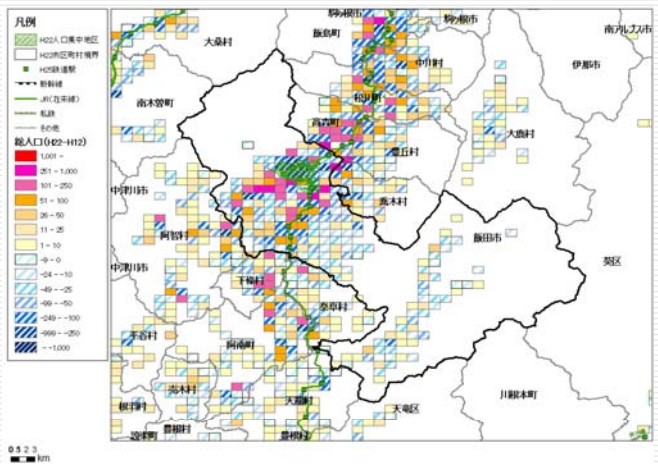 凡例
H22人口集中地区
H22市区町村境界
H25鉄道駅
新幹線
JR(在来線)
私鉄
その他
総人口(H22-H12)
1,001 -
251 - 1,000
101 - 250
51 - 100
26 - 50
11 - 25
1 - 10
-9 - 0
-24 - -10
-49 - -25
-99 - -50
-249 - -100
-999 - -250
- -1,000
駒ヶ根市
駒ヶ根市
飯島町
大桑村
南アルプス市
中川村
伊那市
南木曽町
松川町
高森町
大鹿村
豊丘村
中津川市
喬木村
阿智村
飯田市
葵区
中津川市
下條村
泰阜村
平谷村
阿南町
売木村
川根本町
根羽村
天龍村
天竜区
設楽町
豊根村
豊根村
0 5 2 3
km